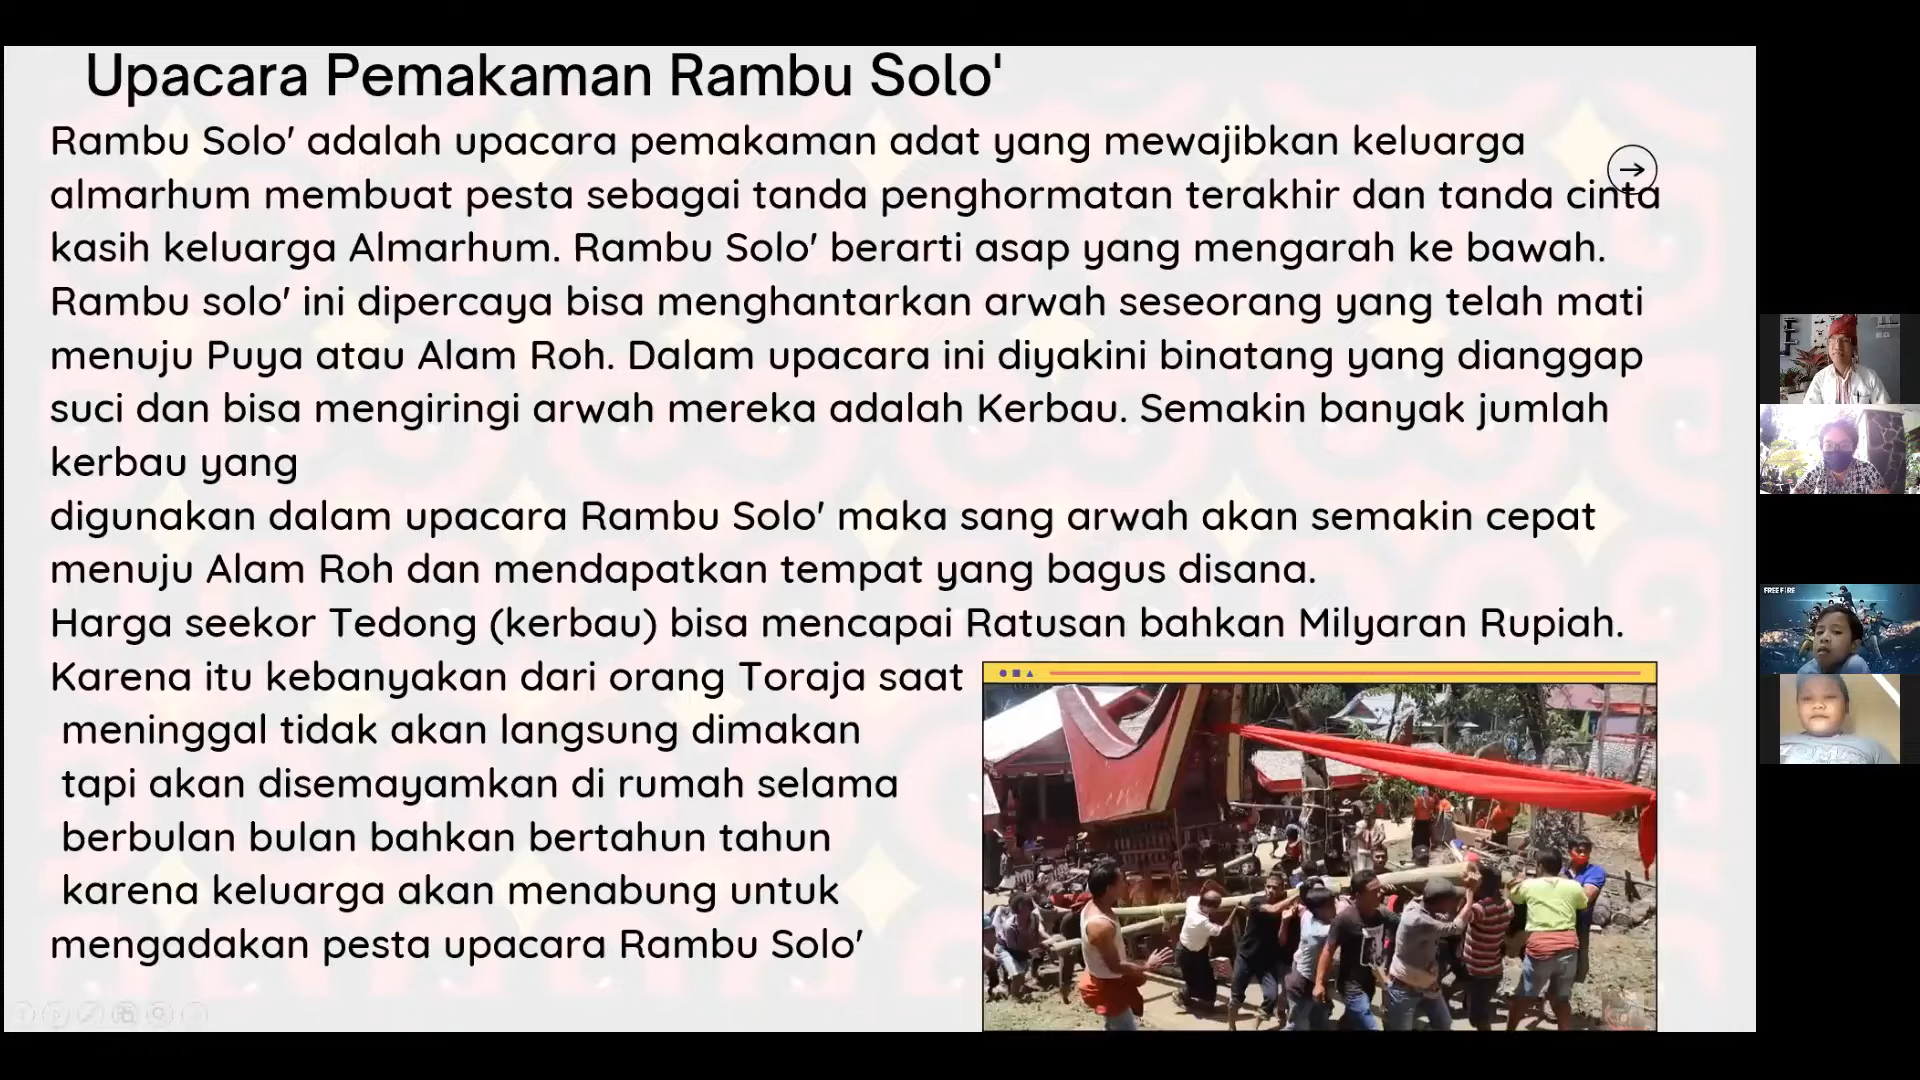 Upacara Pemakaman Rambu Solo'
Rambu Solo' adalah upacara pemakaman adat yang mewajibkan keluarga
almarhum membuat pesta sebagai tanda penghormatan terakhir dan tanda cinta
kasih keluarga Almarhum. Rambu Solo' berarti asap yang mengarah ke bawah.
Rambu solo' ini dipercaya bisa menghantarkan arwah seseorang yang telah mati
menuju Puya atau Alam Roh. Dalam upacara ini diyakini binatang yang dianggap
suci dan bisa mengiringi arwah mereka adalah Kerbau. Semakin banyak jumlah
kerbau yang
digunakan dalam upacara Rambu Solo' maka sang arwah akan semakin cepat
menuju Alam Roh dan mendapatkan tempat yang bagus disana.
Harga seekor Tedong (kerbau) bisa mencapai Ratusan bahkan Milyaran Rupiah.
Karena itu kebanyakan dari orang Toraja saat
meninggal tidak akan langsung dimakan
tapi akan disemayamkan di rumah selama
berbulan bulan bahkan bertahun tahun
karena keluarga akan menabung untuk
mengadakan pesta upacara Rambu Solo'
FREE FIRE